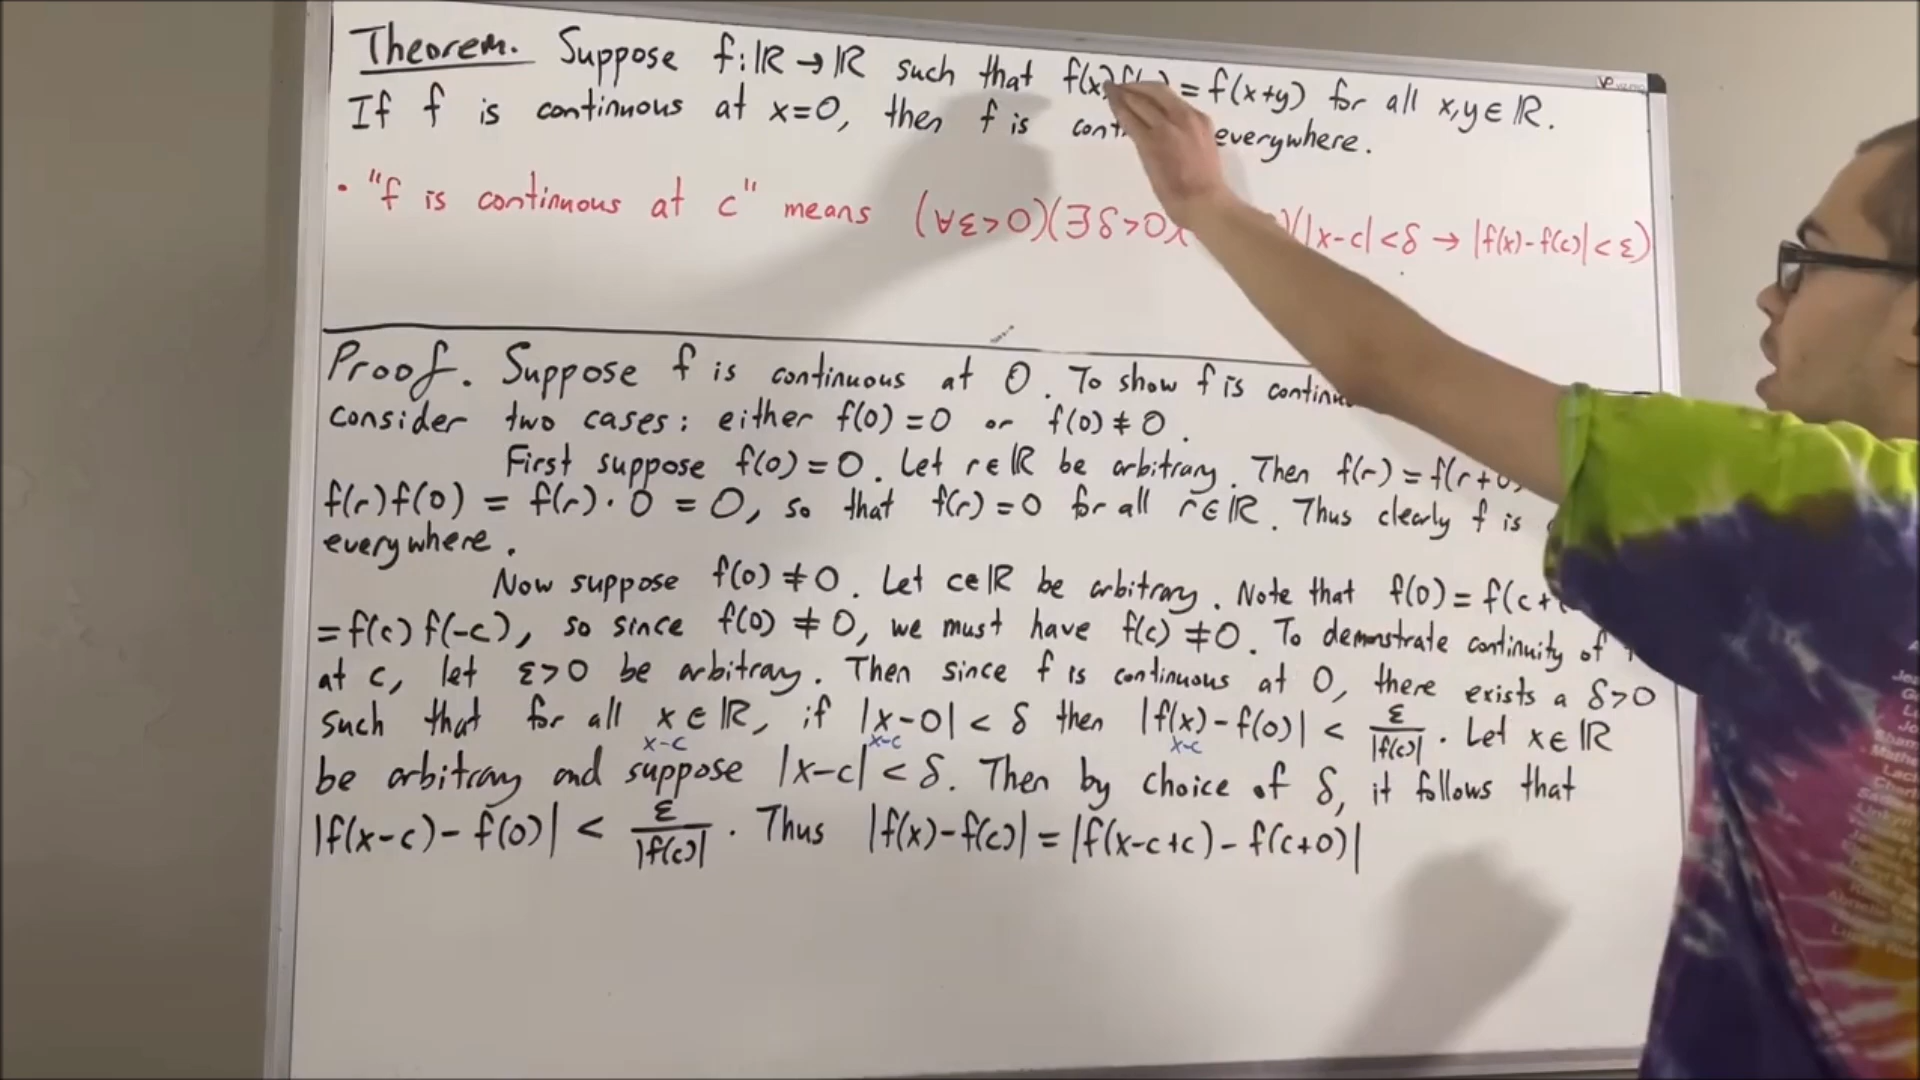 Theorem. Suppose f:ℝ→ℝ such that f(x) = f(x+y) for all x,y∈ℝ.
If f is continuous at x=0, then f is everywhere.
• "f is continuous at c" means (∀ε>0)(∃δ>0)( )(|x-c|<δ → |f(x)-f(c)|<ε)
Proof. Suppose f is continuous at 0. To show f is
consider two cases: either f(0)=0 or f(0)≠0.
First suppose f(0)=0. Let r∈ℝ be arbitrary. Then f(r)=f(r+0)
f(r)f(0) = f(r)·0 = 0, so that f(r)=0 for all r∈ℝ. Thus clearly f is
everywhere.
Now suppose f(0)≠0. Let c∈ℝ be arbitrary. Note that f(0)=f(c+
=f(c)f(-c), so since f(0)≠0, we must have f(c)≠0. To demonstrate continuity of f
at c, let ε>0 be arbitray. Then since f is continuous at 0, there exists a δ>0
such that for all x∈ℝ, if |x-0|<δ then |f(x)-f(0)| < ε/|f(c)|. Let x∈ℝ
x-c x-c x-c
be arbitrary and suppose |x-c|<δ. Then by choice of δ, it follows that
|f(x-c)-f(0)| < ε/|f(c)|. Thus |f(x)-f(c)| = |f(x-c+c)-f(c+0)|